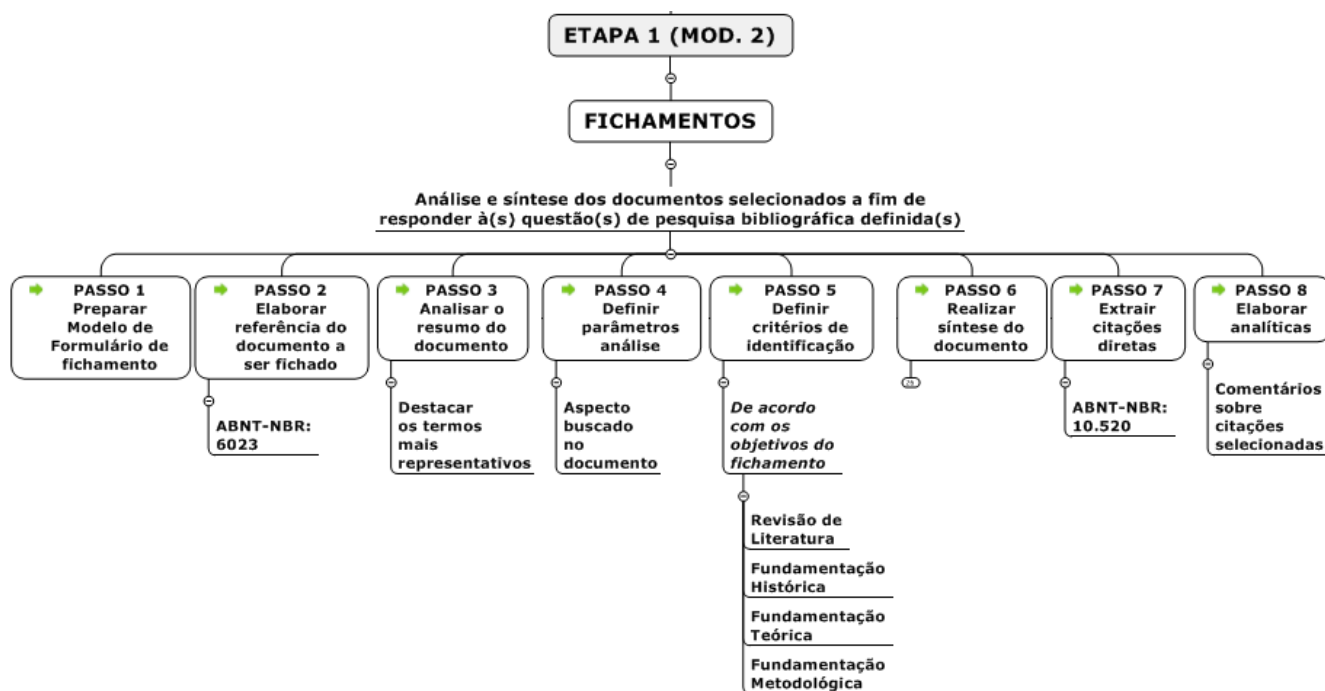 ETAPA 1 (MOD. 2)
FICHAMENTOS
Análise e síntese dos documentos selecionados a fim de
responder à(s) questão(s) de pesquisa bibliográfica definida(s)
PASSO 1
Preparar
Modelo de
Formulário de
fichamento
PASSO 2
Elaborar
referência do
documento a
ser fichado
ABNT-NBR:
6023
PASSO 3
Analisar o
resumo do
documento
Destacar
os termos
mais
representativos
PASSO 4
Definir
parâmetros
análise
Aspecto
buscado
no
documento
PASSO 5
Definir
critérios de
identificação
De acordo
com os
objetivos do
fichamento
Revisão de
Literatura
Fundamentação
Histórica
Fundamentação
Teórica
Fundamentação
Metodológica
PASSO 6
Realizar
síntese do
documento
PASSO 7
Extrair
citações
diretas
ABNT-NBR:
10.520
PASSO 8
Elaborar
analíticas
Comentários
sobre
citações
selecionadas